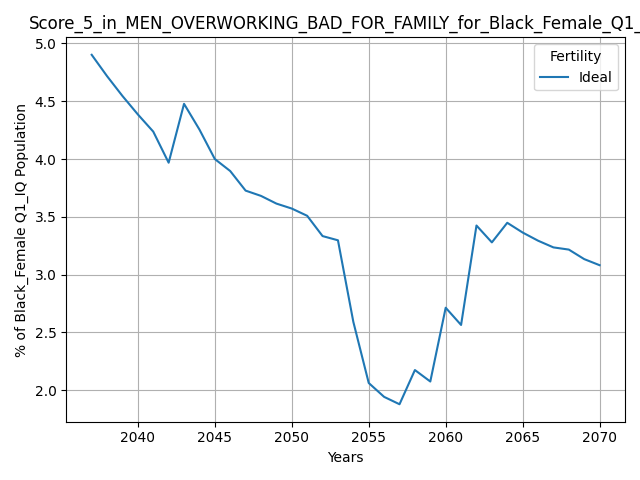 Score_5_in_MEN_OVERWORKING_BAD_FOR_FAMILY_for_Black_Female_Q1_
Fertility
Ideal
% of Black_Female Q1_IQ Population
5.0
4.5
4.0
3.5
3.0
2.5
2.0
2040 2045 2050 2055 2060 2065 2070
Years